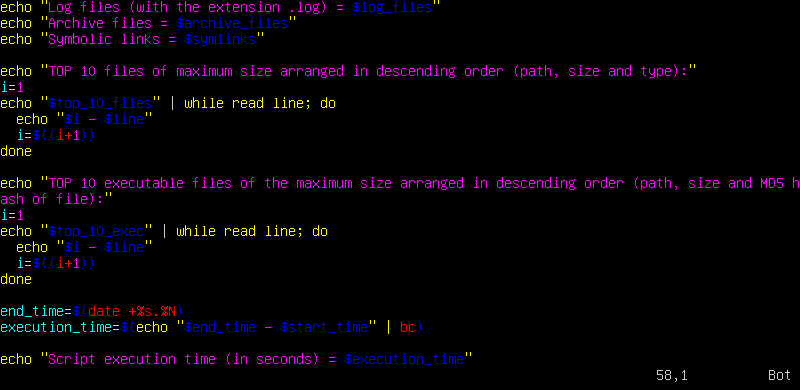 echo "Log files (with the extension .log) = $log_files"
echo "Archive files = $archive_files"
echo "Symbolic links = $symlinks"
echo "TOP 10 files of maximum size arranged in descending order (path, size and type):"
i=1
echo "$top_10_files" | while read line; do
  echo "$i - $line"
  i=$((i+1))
done
echo "TOP 10 executable files of the maximum size arranged in descending order (path, size and MD5 h
ash of file):"
i=1
echo "$top_10_exec" | while read line; do
  echo "$i - $line"
  i=$((i+1))
done
end_time=$(date +%s.%N)
execution_time=$(echo "$end_time - $start_time" | bc)
echo "Script execution time (in seconds) = $execution_time"
58,1 Bot